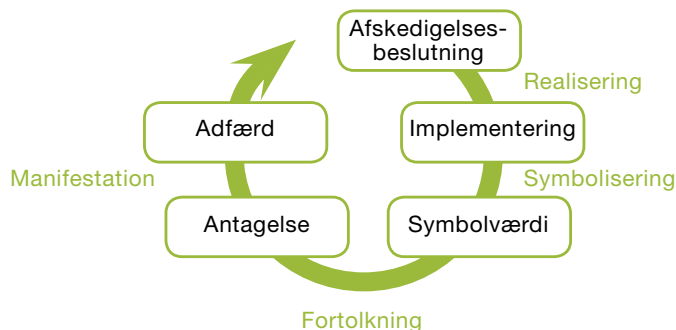 Afskedigelses-
beslutning
Realisering
Implementering
Symbolisering
Symbolværdi
Fortolkning
Antagelse
Manifestation
Adfærd